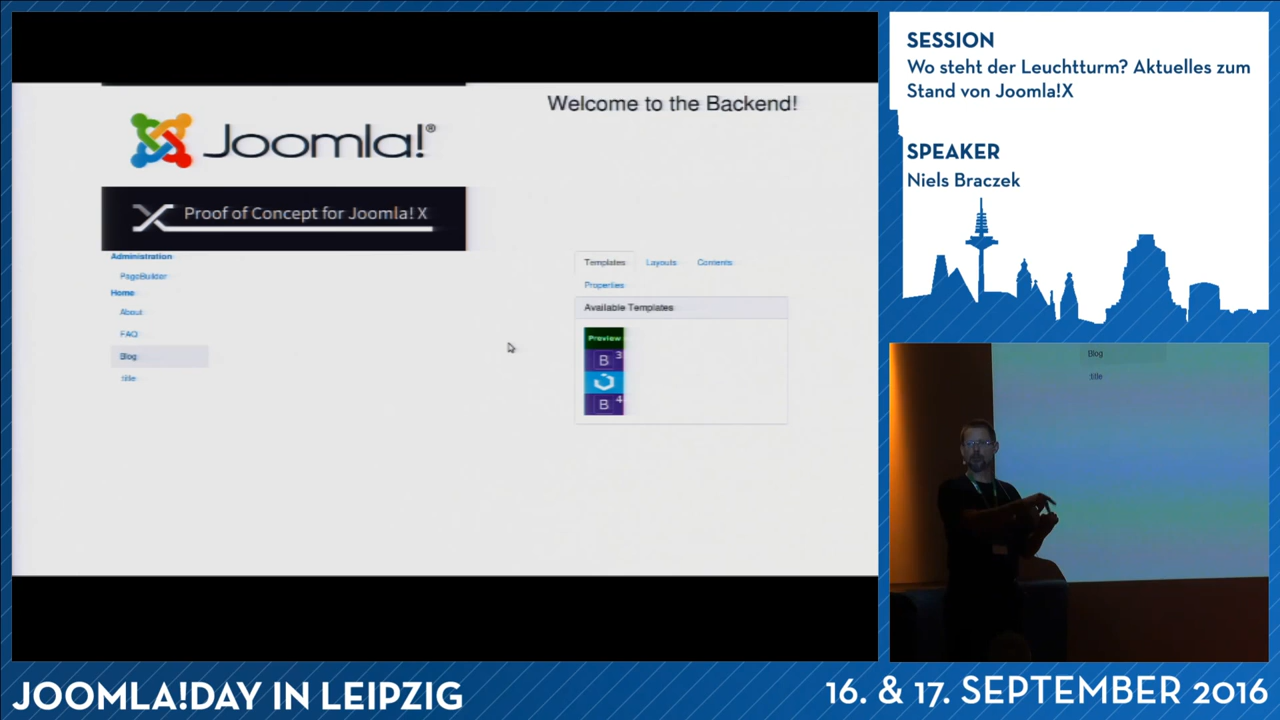 Welcome to the Backend!
Joomla!®
Proof of Concept for Joomla! X
Administration
PageBuilder
Home
About
FAQ
Blog
title
Templates Layouts Contents
Properties
Available Templates
Preview
B 3
B 4
SESSION
Wo steht der Leuchtturm? Aktuelles zum
Stand von Joomla!X
SPEAKER
Niels Braczek
Blog
title
JOOMLA!DAY IN LEIPZIG
16. & 17. SEPTEMBER 2016